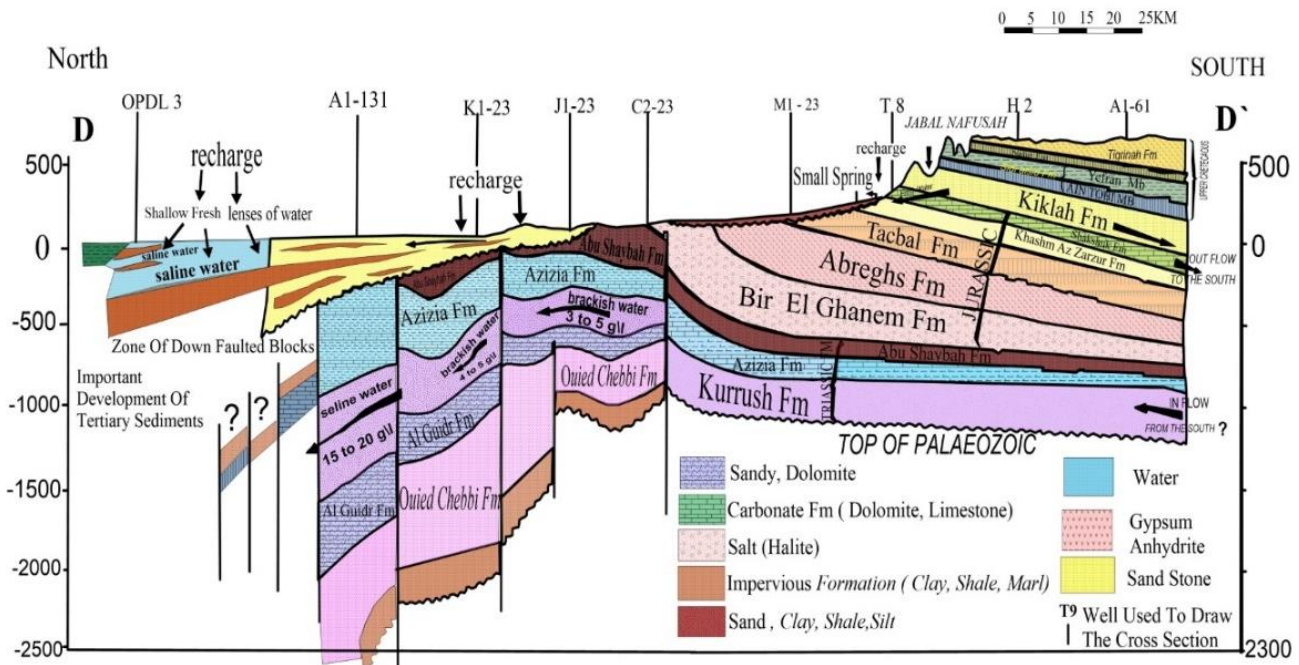 0 5 10 15 20 25KM
North
SOUTH
OPDL 3
A1-131
K1-23
J1-23
C2-23
M1 - 23
T,8
H 2
A1-61
D
D`
JABAL NAFUSAH
recharge
recharge
recharge
Small Spring
Shallow Fresh lenses of water
saline water
saline water
500
0
-500
-1000
-1500
-2000
-2500
500
0
2300
Tigrinah Fm
Yefran Mb
AIN TOBI MB
Kiklah Fm
Shakshuk Fm
Khashm Az Zarzur Fm
Tacbal Fm
Abreghs Fm
Bir El Ghanem Fm
JURASSIC
OUT FLOW
TO THE SOUTH
Abu Shaybah Fm
Abu Shaybah Fm
Azizia Fm
Azizia Fm
Azizia Fm
TRIASSIC FM
Kurrush Fm
IN FLOW
FROM THE SOUTH ?
TOP OF PALAEOZOIC
brackish water
3 to 5 g\l
brackish water
4 to 5 g\l
seline water
15 to 20 g\l
Ouied Chebbi Fm
Ouied Chebbi Fm
Al Guidr Fm
Al Guidr Fm
Zone Of Down Faulted Blocks
Important
Development Of
Tertiary Sediments
?
?
Sandy, Dolomite
Carbonate Fm ( Dolomite, Limestone)
Salt (Halite)
Impervious Formation ( Clay, Shale, Marl)
Sand , Clay, Shale,Silt
Water
Gypsum
Anhydrite
Sand Stone
T9 Well Used To Draw
The Cross Section